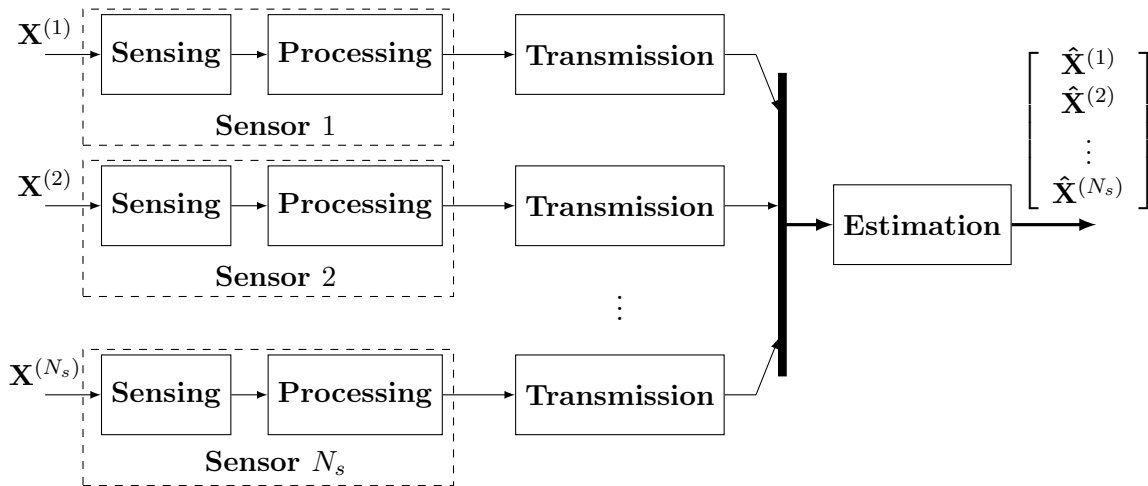 X^(1)
Sensing
Processing
Transmission
Sensor 1
X^(2)
Sensing
Processing
Transmission
Sensor 2
⋮
X^(N_s)
Sensing
Processing
Transmission
Sensor N_s
Estimation
X̂^(1)
X̂^(2)
⋮
X̂^(N_s)